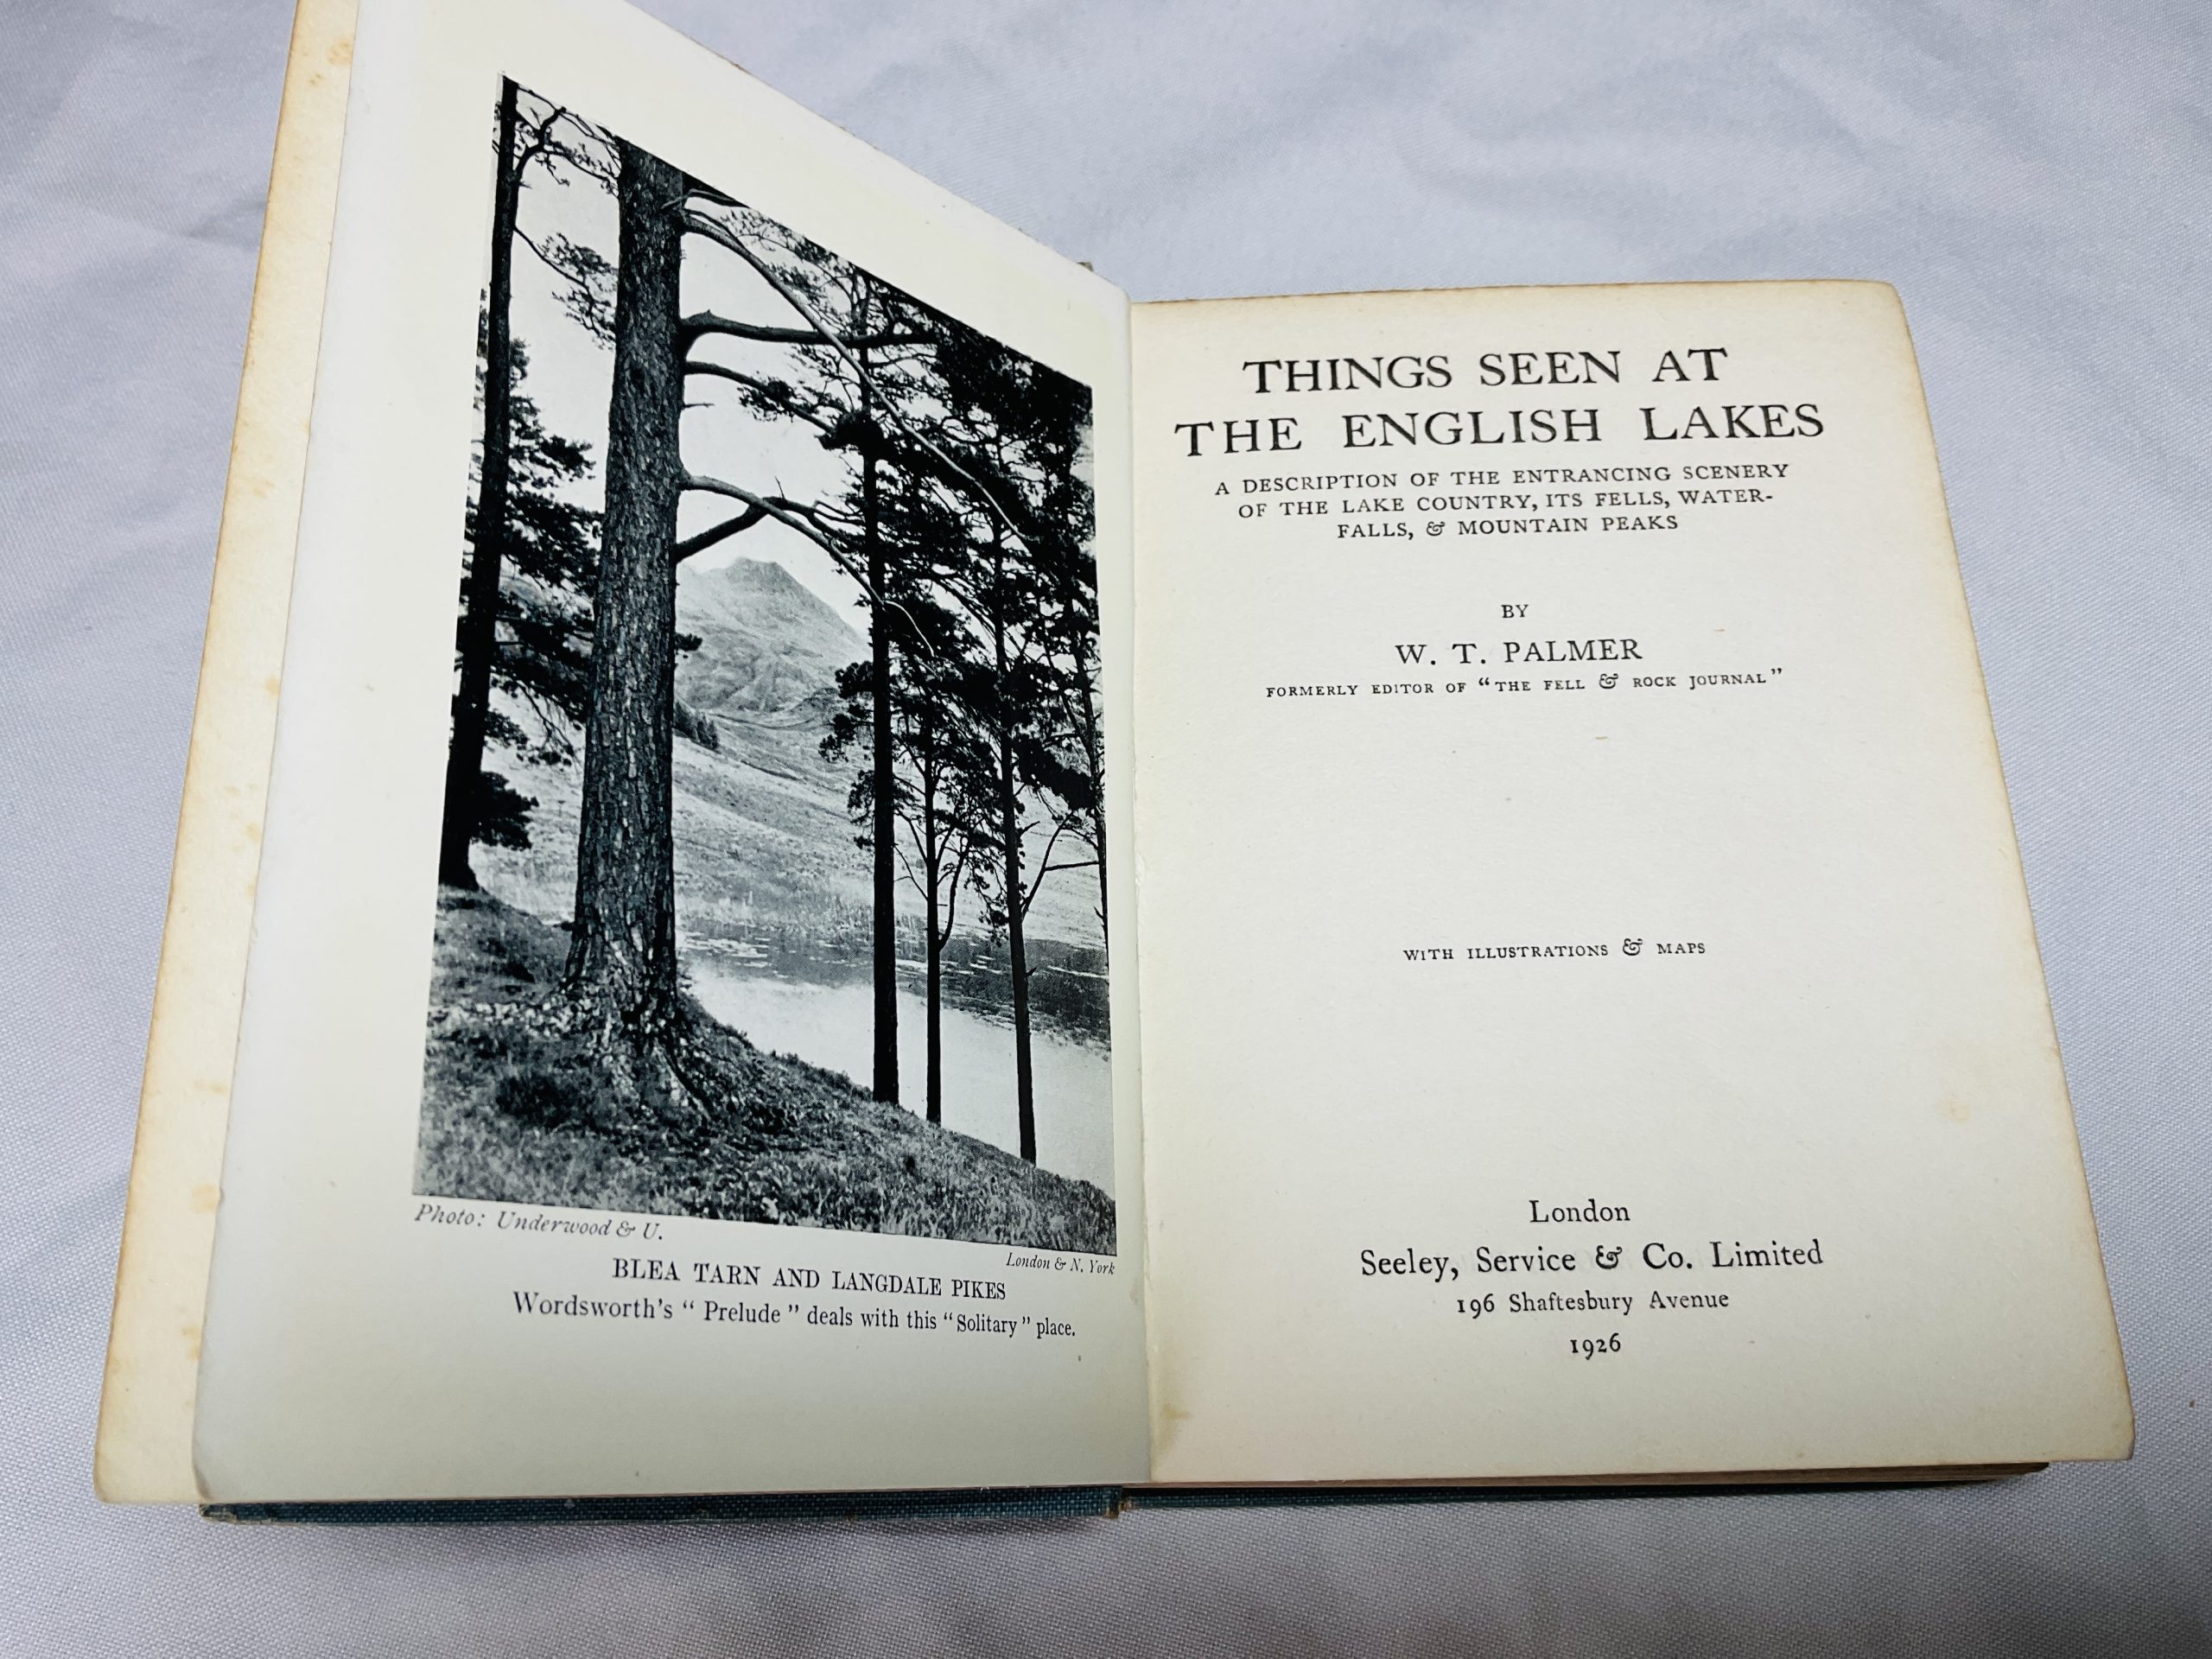 Photo: Underwood & U.
London & N. York
BLEA TARN AND LANGDALE PIKES
Wordsworth's "Prelude" deals with this "Solitary" place.
THINGS SEEN AT
THE ENGLISH LAKES
A DESCRIPTION OF THE ENTRANCING SCENERY
OF THE LAKE COUNTRY, ITS FELLS, WATER-
FALLS, & MOUNTAIN PEAKS
BY
W. T. PALMER
FORMERLY EDITOR OF "THE FELL & ROCK JOURNAL"
WITH ILLUSTRATIONS & MAPS
London
Seeley, Service & Co. Limited
196 Shaftesbury Avenue
1926